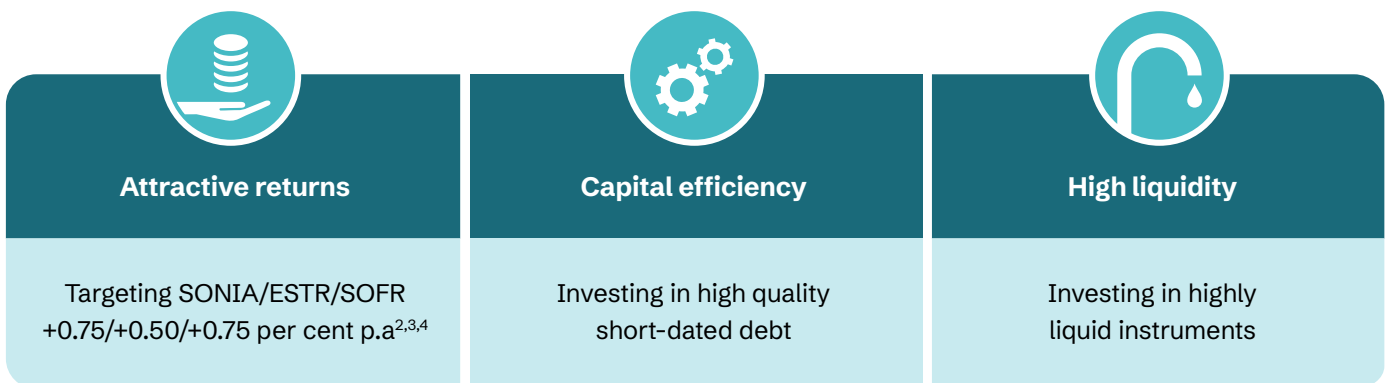 Attractive returns
Targeting SONIA/ESTR/SOFR
+0.75/+0.50/+0.75 per cent p.a2,3,4
Capital efficiency
Investing in high quality
short-dated debt
High liquidity
Investing in highly
liquid instruments